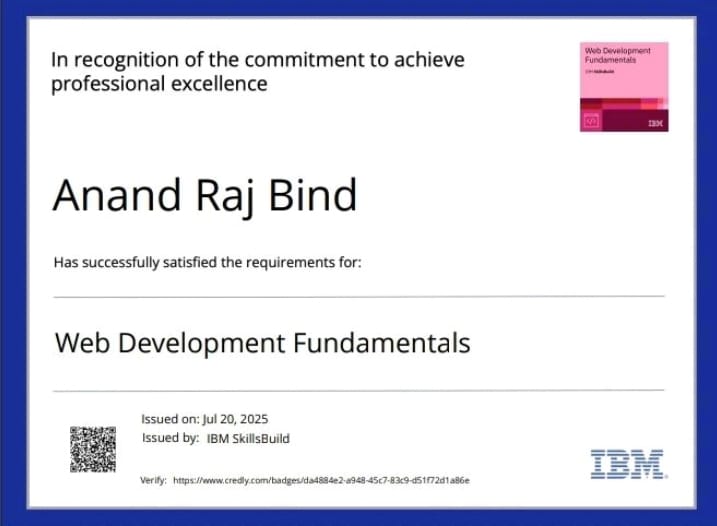 In recognition of the commitment to achieve
professional excellence
Web Development
Fundamentals
IBM SkillsBuild
IBM
Anand Raj Bind
Has successfully satisfied the requirements for:
Web Development Fundamentals
Issued on: Jul 20, 2025
Issued by: IBM SkillsBuild
Verify: https://www.credly.com/badges/da4884e2-a948-45c7-83c9-d51f72d1a86e
IBM.